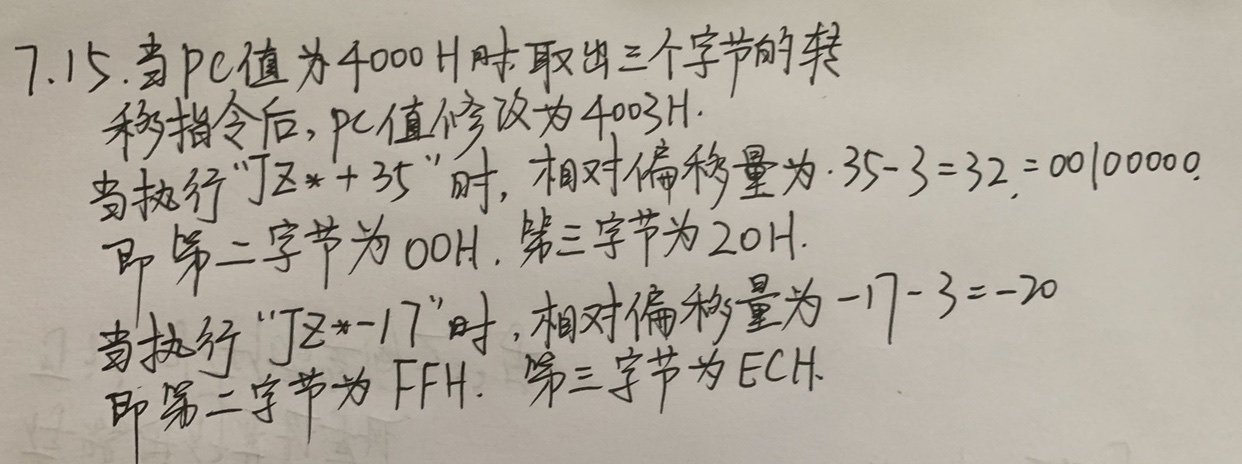 7.15.当PC值为4000H时取出三个字节的转
移指令后,PC值修改为4003H.
当执行"JZ*+35"时,相对偏移量为.35-3=32.=00100000.
即第二字节为00H.第三字节为20H.
当执行"JZ*-17"时,相对偏移量为-17-3=-20
即第二字节为FFH.第三字节为ECH.